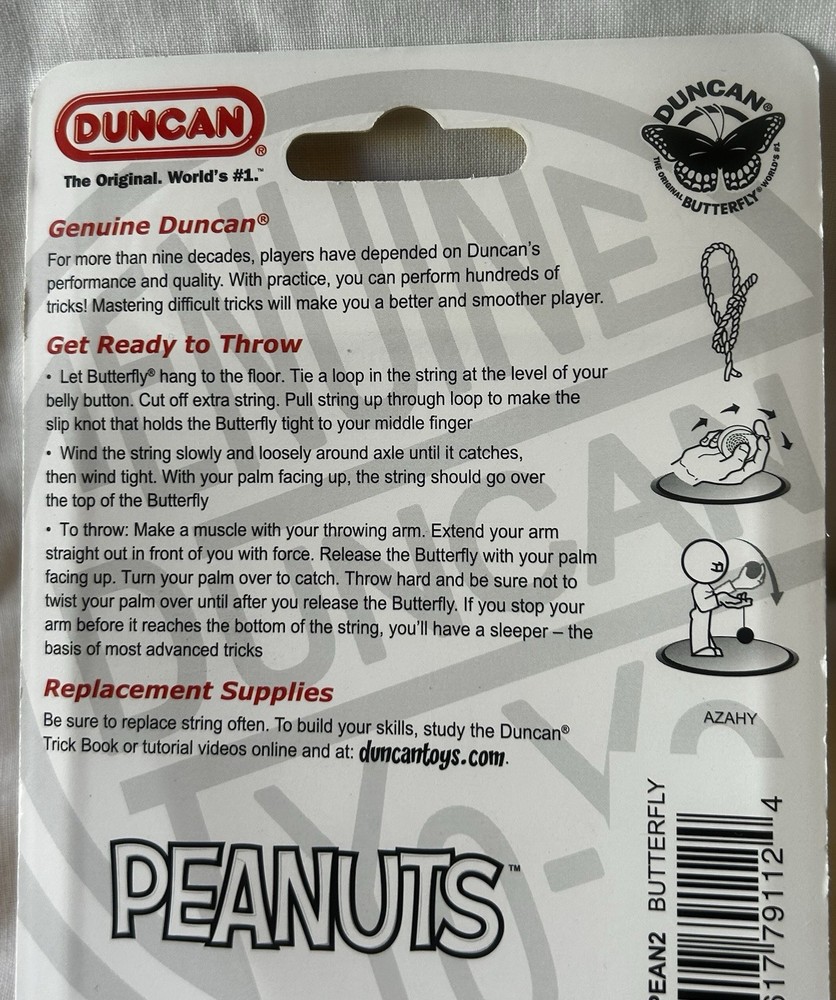 DUNCAN®
The Original. World's #1.™
DUNCAN®
THE ORIGINAL BUTTERFLY® WORLD'S #1
Genuine Duncan®
For more than nine decades, players have depended on Duncan's
performance and quality. With practice, you can perform hundreds of
tricks! Mastering difficult tricks will make you a better and smoother player.
Get Ready to Throw
• Let Butterfly® hang to the floor. Tie a loop in the string at the level of your
belly button. Cut off extra string. Pull string up through loop to make the
slip knot that holds the Butterfly tight to your middle finger
• Wind the string slowly and loosely around axle until it catches,
then wind tight. With your palm facing up, the string should go over
the top of the Butterfly
• To throw: Make a muscle with your throwing arm. Extend your arm
straight out in front of you with force. Release the Butterfly with your palm
facing up. Turn your palm over to catch. Throw hard and be sure not to
twist your palm over until after you release the Butterfly. If you stop your
arm before it reaches the bottom of the string, you'll have a sleeper – the
basis of most advanced tricks
Replacement Supplies
Be sure to replace string often. To build your skills, study the Duncan®
Trick Book or tutorial videos online and at: duncantoys.com.
AZAHY
PEANUTS™
EAN2 BUTTERFLY
617 79112 4
GENUINE
DUNCAN
YO-YO